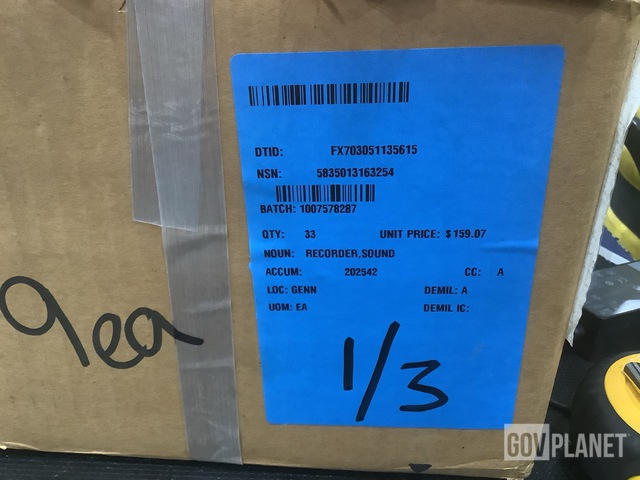 DTID: FX703051135615
NSN: 5835013163254
BATCH: 1007578287
QTY: 33 UNIT PRICE: $159.07
NOUN: RECORDER,SOUND
ACCUM: 202542 CC: A
LOC: GENN DEMIL: A
UOM: EA DEMIL IC:
1/3
9ea
GOVPLANET